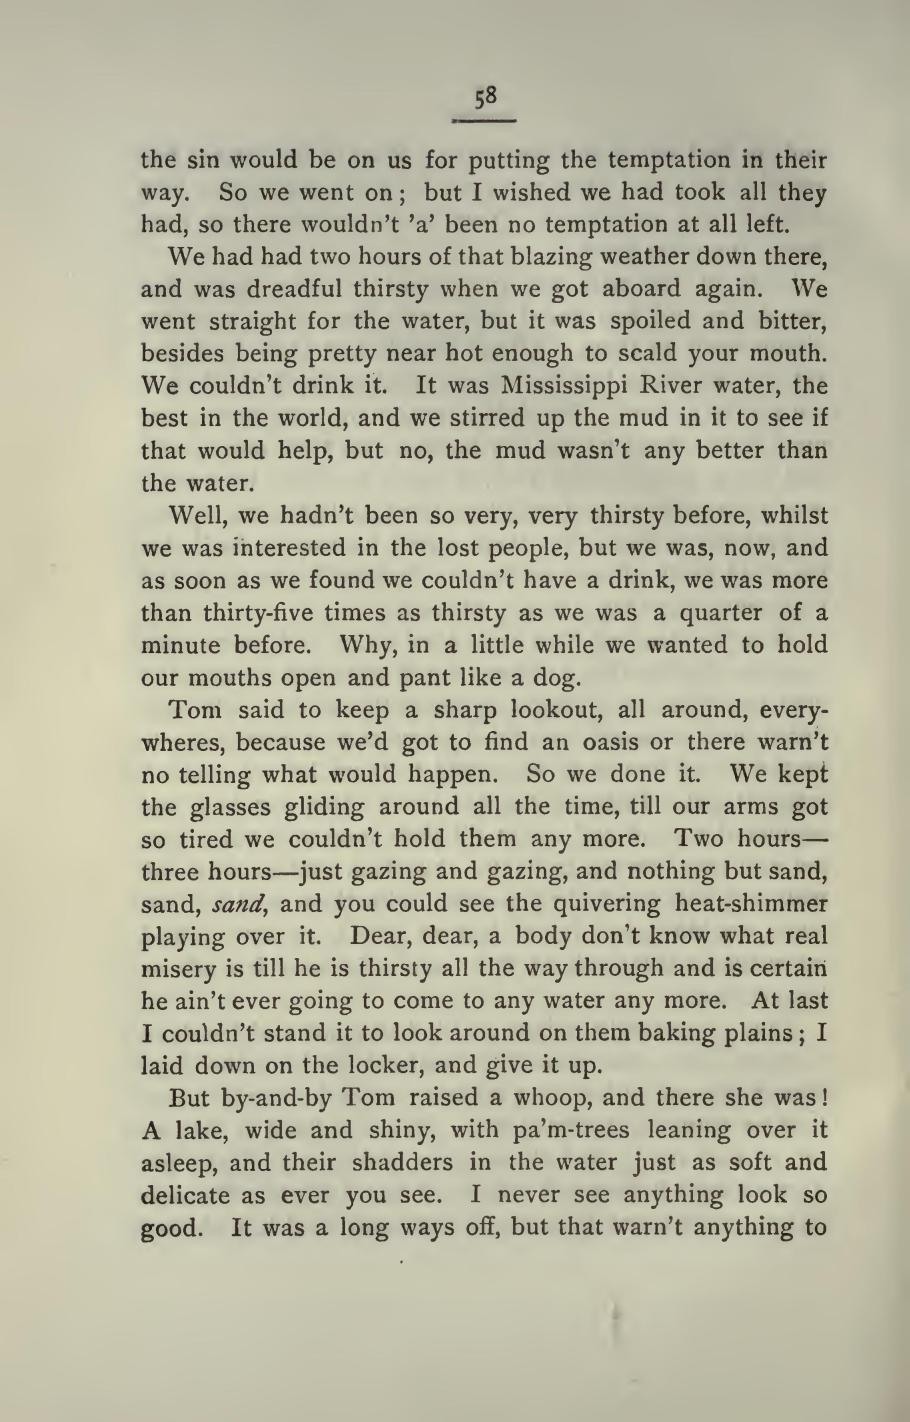 58
the sin would be on us for putting the temptation in their
way. So we went on ; but I wished we had took all they
had, so there wouldn't 'a' been no temptation at all left.
We had had two hours of that blazing weather down there,
and was dreadful thirsty when we got aboard again. We
went straight for the water, but it was spoiled and bitter,
besides being pretty near hot enough to scald your mouth.
We couldn't drink it. It was Mississippi River water, the
best in the world, and we stirred up the mud in it to see if
that would help, but no, the mud wasn't any better than
the water.
Well, we hadn't been so very, very thirsty before, whilst
we was interested in the lost people, but we was, now, and
as soon as we found we couldn't have a drink, we was more
than thirty-five times as thirsty as we was a quarter of a
minute before. Why, in a little while we wanted to hold
our mouths open and pant like a dog.
Tom said to keep a sharp lookout, all around, every-
wheres, because we'd got to find an oasis or there warn't
no telling what would happen. So we done it. We kept
the glasses gliding around all the time, till our arms got
so tired we couldn't hold them any more. Two hours—
three hours—just gazing and gazing, and nothing but sand,
sand, sand, and you could see the quivering heat-shimmer
playing over it. Dear, dear, a body don't know what real
misery is till he is thirsty all the way through and is certain
he ain't ever going to come to any water any more. At last
I couldn't stand it to look around on them baking plains ; I
laid down on the locker, and give it up.
But by-and-by Tom raised a whoop, and there she was !
A lake, wide and shiny, with pa'm-trees leaning over it
asleep, and their shadders in the water just as soft and
delicate as ever you see. I never see anything look so
good. It was a long ways off, but that warn't anything to